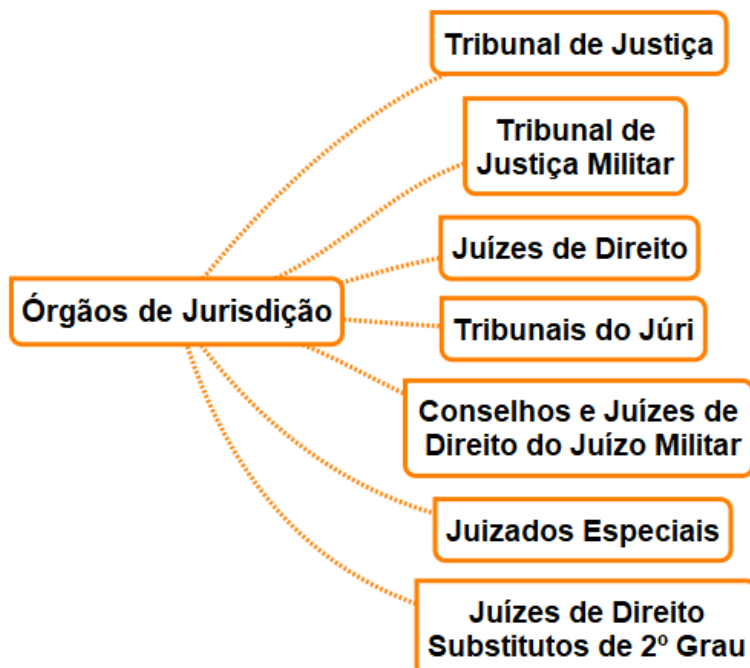 Tribunal de Justiça
Tribunal de
Justiça Militar
Juízes de Direito
Órgãos de Jurisdição
Tribunais do Júri
Conselhos e Juízes de
Direito do Juízo Militar
Juizados Especiais
Juízes de Direito
Substitutos de 2º Grau